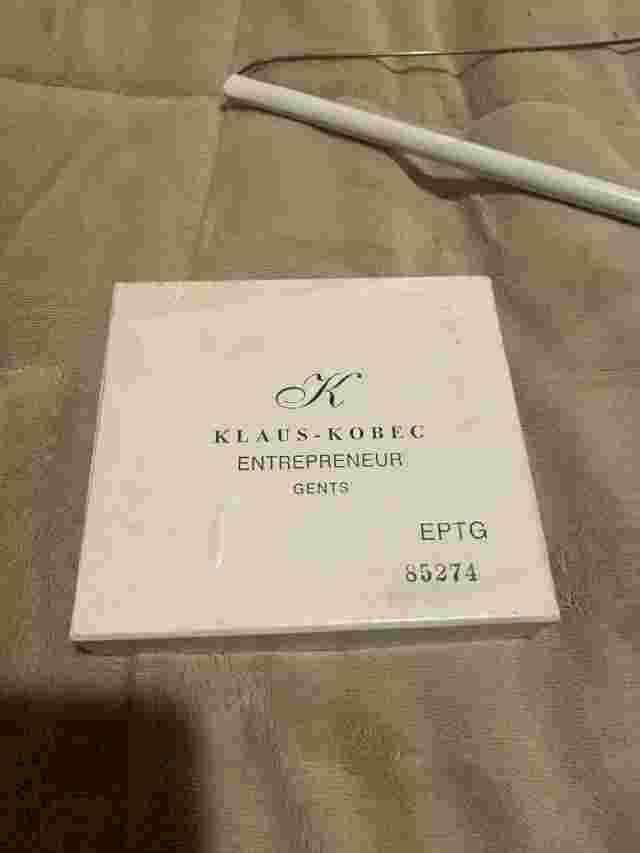 K
KLAUS-KOBEC
ENTREPRENEUR
GENTS
EPTG
85274